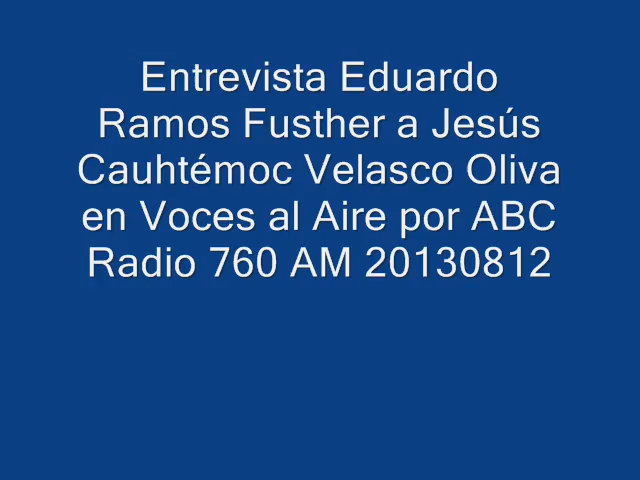 Entrevista Eduardo
Ramos Fusther a Jesús
Cauhtémoc Velasco Oliva
en Voces al Aire por ABC
Radio 760 AM 20130812